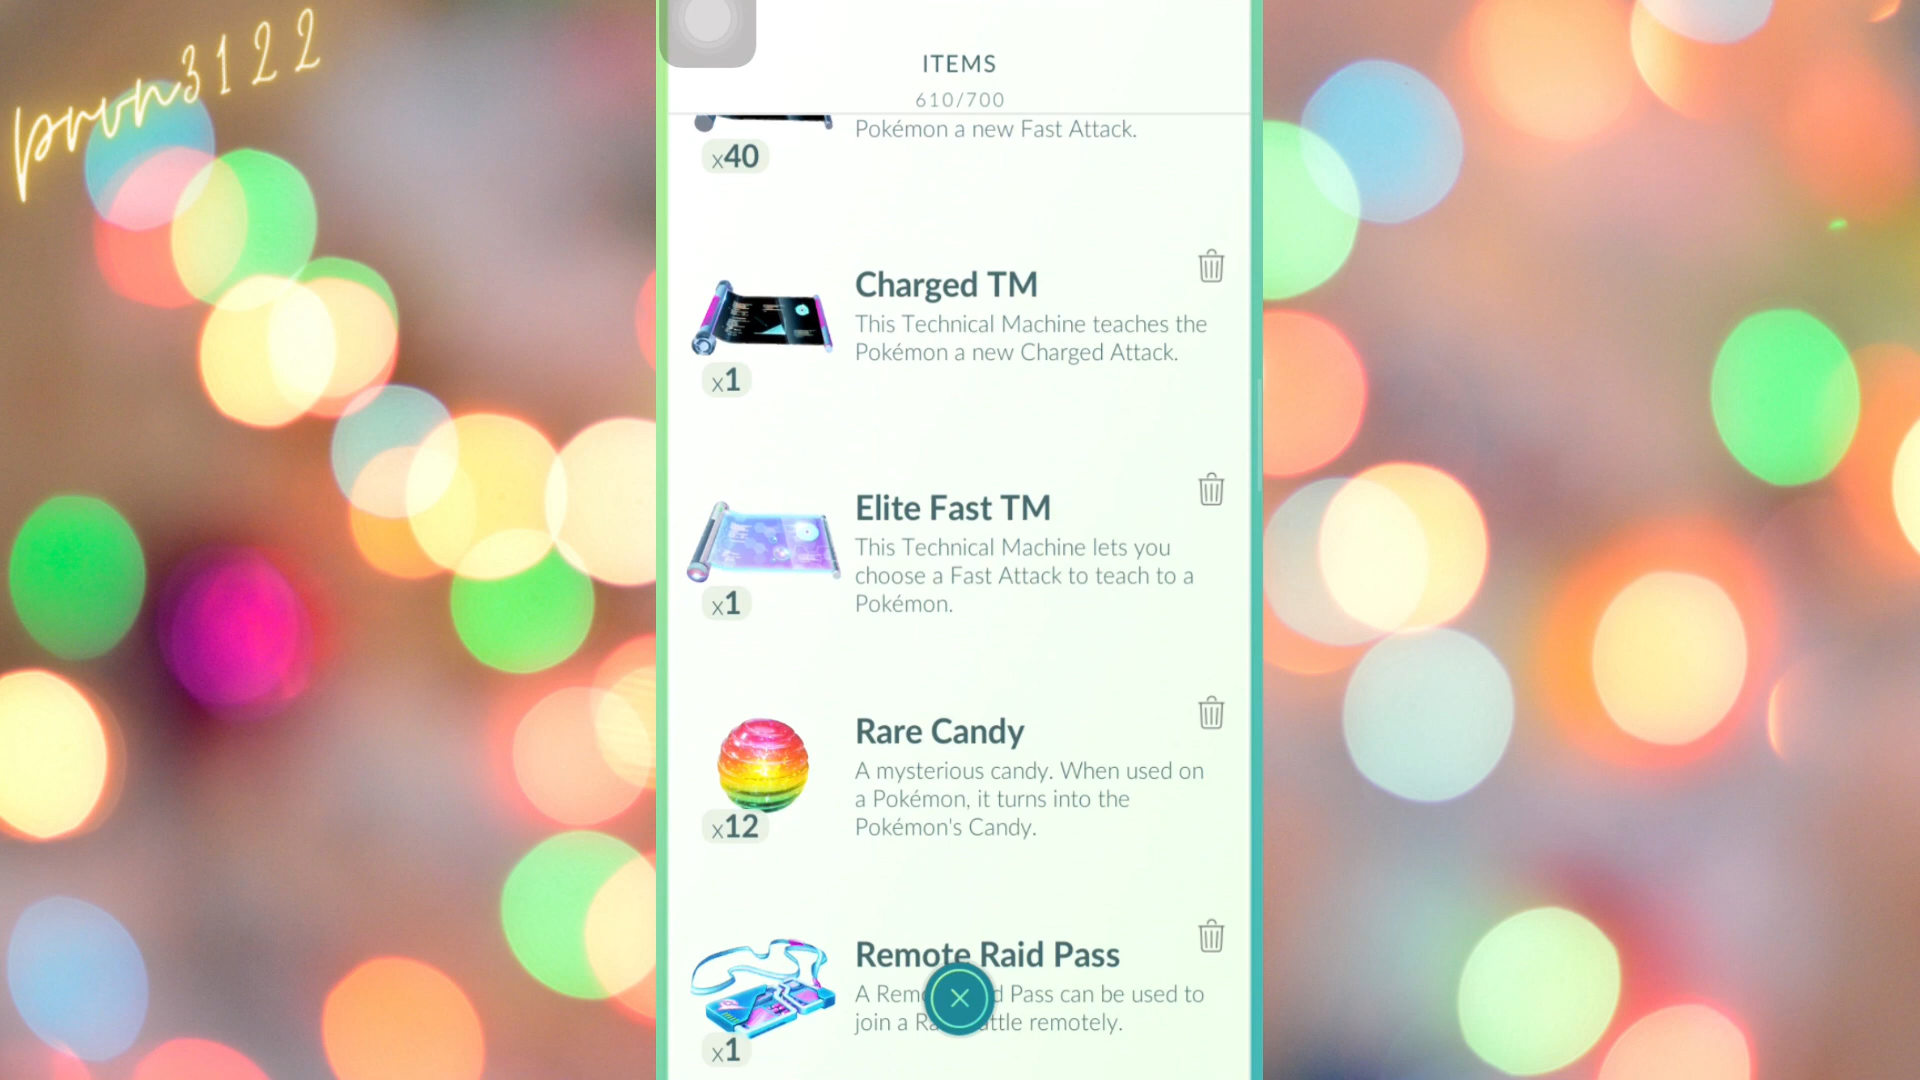 prvn3122
ITEMS
610/700
Pokémon a new Fast Attack.
x40
Charged TM
This Technical Machine teaches the
Pokémon a new Charged Attack.
x1
Elite Fast TM
This Technical Machine lets you
choose a Fast Attack to teach to a
Pokémon.
x1
Rare Candy
A mysterious candy. When used on
a Pokémon, it turns into the
Pokémon's Candy.
x12
Remote Raid Pass
A Rem d Pass can be used to
join a R ttle remotely.
x1